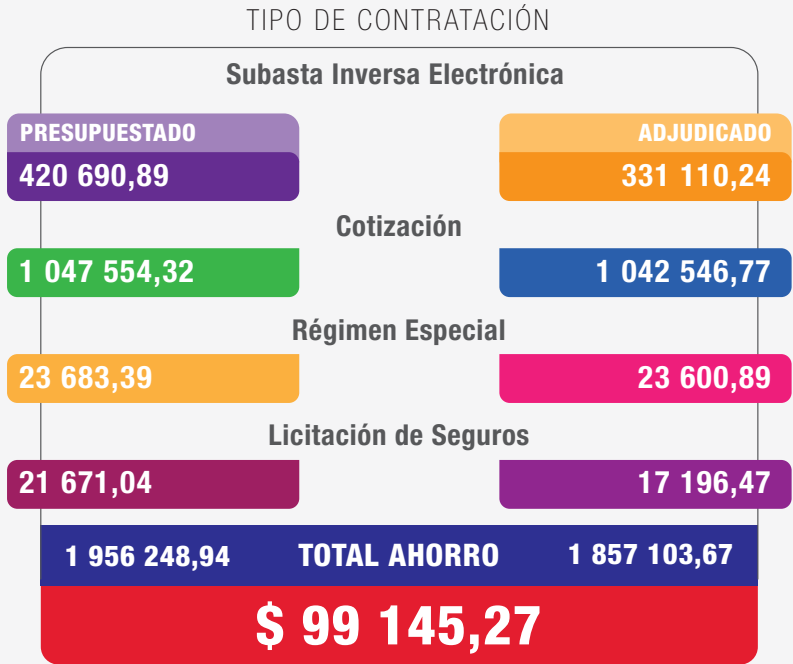 TIPO DE CONTRATACIÓN
Subasta Inversa Electrónica
PRESUPUESTADO ADJUDICADO
420 690,89 331 110,24
Cotización
1 047 554,32 1 042 546,77
Régimen Especial
23 683,39 23 600,89
Licitación de Seguros
21 671,04 17 196,47
1 956 248,94 TOTAL AHORRO 1 857 103,67
$ 99 145,27